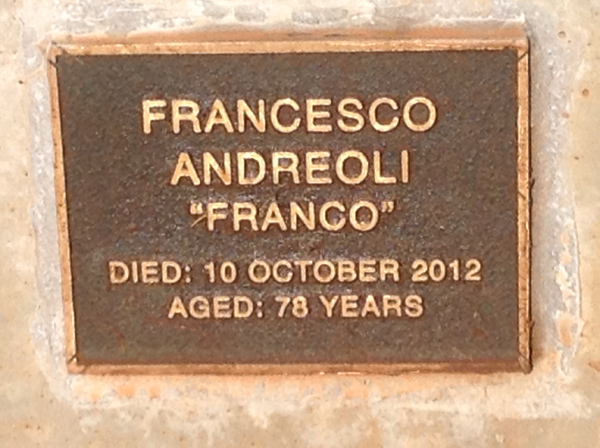 FRANCESCO
ANDREOLI
“FRANCO”
DIED: 10 OCTOBER 2012
AGED: 78 YEARS